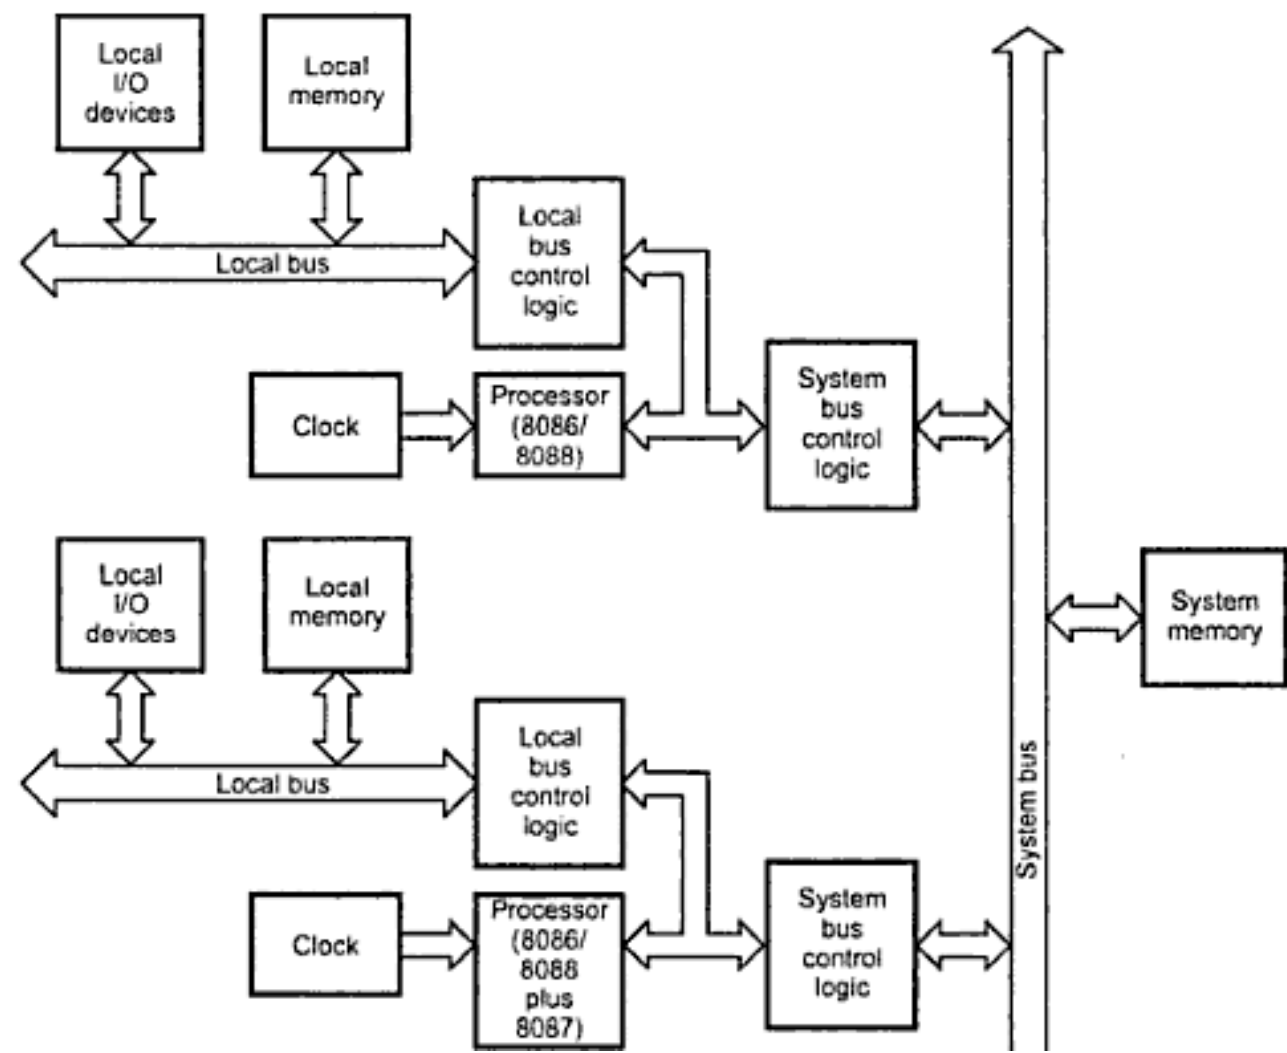 Local
I/O
devices
Local
memory
Local
bus
control
logic
Local bus
Clock
Processor
(8086/
8088)
System
bus
control
logic
Local
I/O
devices
Local
memory
System
memory
Local
bus
control
logic
Local bus
System bus
Clock
Processor
(8086/
8088
plus
8087)
System
bus
control
logic